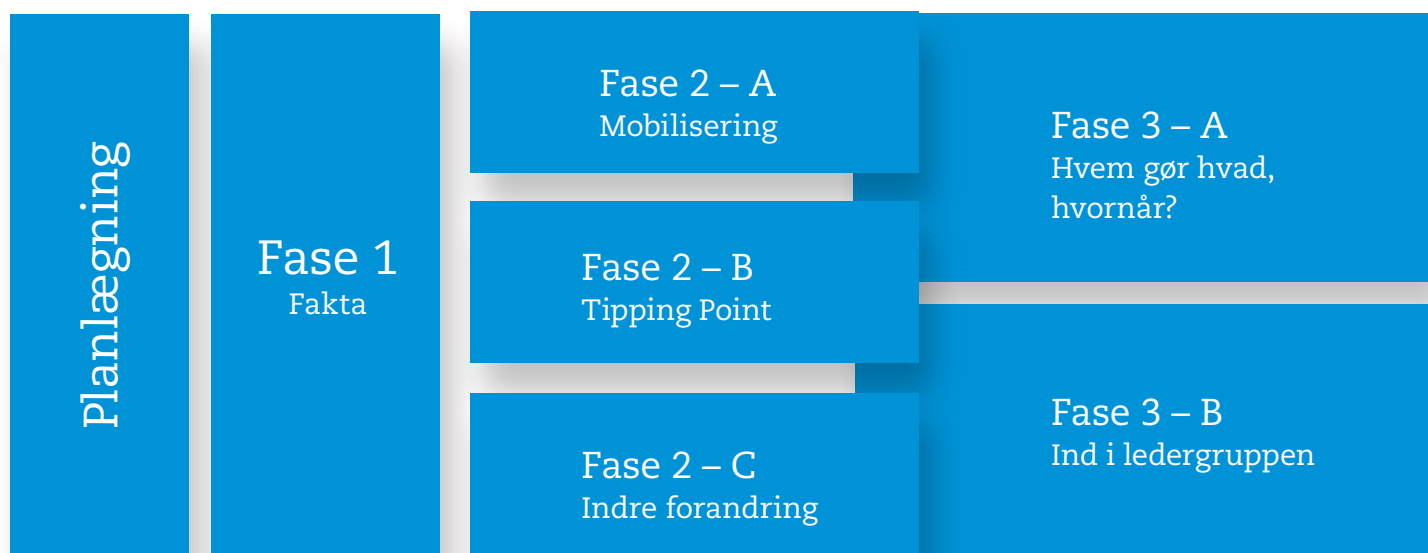 Planlægning
Fase 1
Fakta
Fase 2 – A
Mobilisering
Fase 2 – B
Tipping Point
Fase 2 – C
Indre forandring
Fase 3 – A
Hvem gør hvad,
hvornår?
Fase 3 – B
Ind i ledergruppen